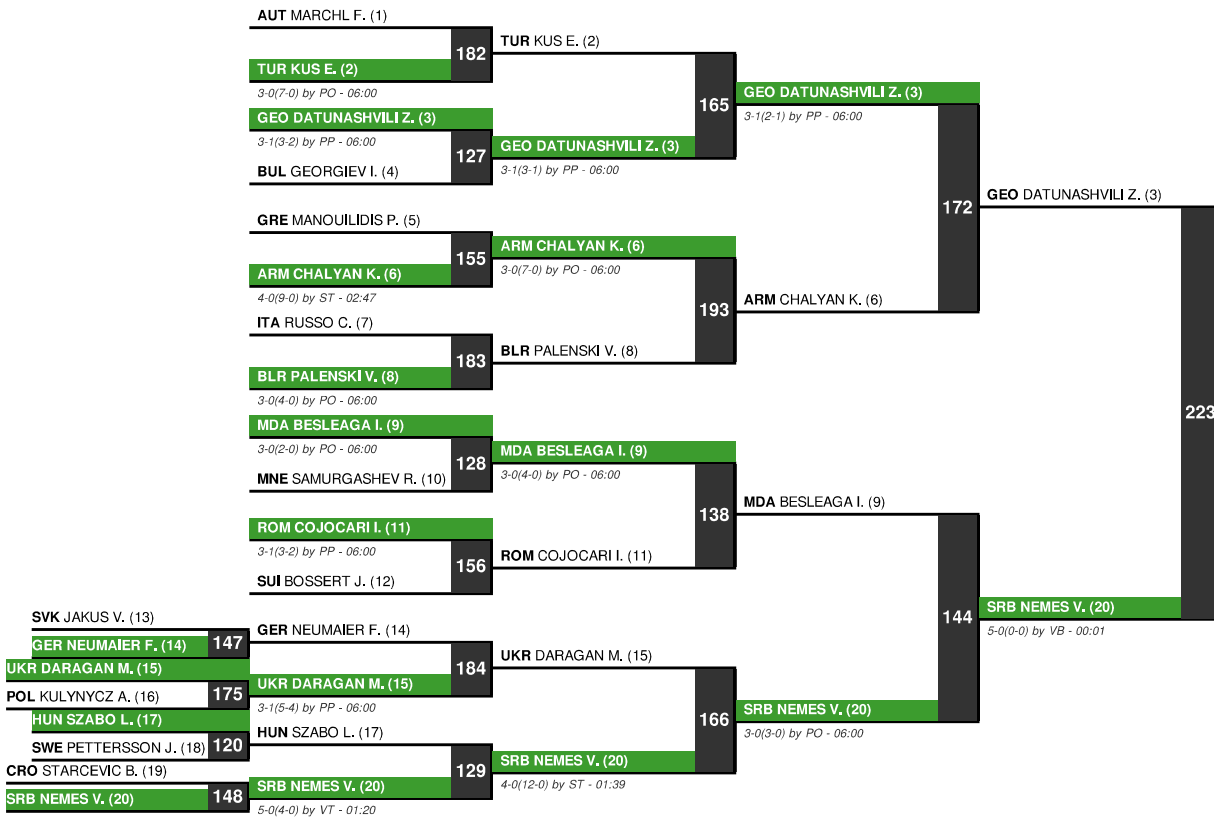 AUT MARCHL F. (1)
182
TUR KUS E. (2)
TUR KUS E. (2)
3-0(7-0) by PO - 06:00
165
GEO DATUNASHVILI Z. (3)
3-1(2-1) by PP - 06:00
GEO DATUNASHVILI Z. (3)
3-1(3-2) by PP - 06:00
127
GEO DATUNASHVILI Z. (3)
3-1(3-1) by PP - 06:00
BUL GEORGIEV I. (4)
172
GEO DATUNASHVILI Z. (3)
GRE MANOUILIDIS P. (5)
155
ARM CHALYAN K. (6)
3-0(7-0) by PO - 06:00
ARM CHALYAN K. (6)
4-0(9-0) by ST - 02:47
193
ARM CHALYAN K. (6)
ITA RUSSO C. (7)
183
BLR PALENSKI V. (8)
BLR PALENSKI V. (8)
3-0(4-0) by PO - 06:00
223
MDA BESLEAGA I. (9)
3-0(2-0) by PO - 06:00
128
MDA BESLEAGA I. (9)
3-0(4-0) by PO - 06:00
MNE SAMURGASHEV R. (10)
138
MDA BESLEAGA I. (9)
ROM COJOCARI I. (11)
3-1(3-2) by PP - 06:00
156
ROM COJOCARI I. (11)
SUI BOSSERT J. (12)
144
SRB NEMES V. (20)
5-0(0-0) by VB - 00:01
SVK JAKUS V. (13)
147
GER NEUMAIER F. (14)
GER NEUMAIER F. (14)
184
UKR DARAGAN M. (15)
UKR DARAGAN M. (15)
175
POL KULYNYCZ A. (16)
UKR DARAGAN M. (15)
3-1(5-4) by PP - 06:00
166
SRB NEMES V. (20)
3-0(3-0) by PO - 06:00
HUN SZABO L. (17)
120
SWE PETTERSSON J. (18)
HUN SZABO L. (17)
129
SRB NEMES V. (20)
4-0(12-0) by ST - 01:39
CRO STARCEVIC B. (19)
148
SRB NEMES V. (20)
SRB NEMES V. (20)
5-0(4-0) by VT - 01:20